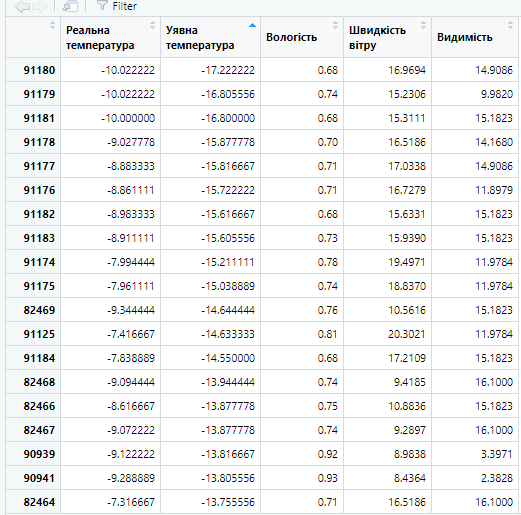 Filter
Реальна температура Уявна температура Вологість Швидкість вітру Видимість
91180 -10.022222 -17.222222 0.68 16.9694 14.9086
91179 -10.022222 -16.805556 0.74 15.2306 9.9820
91181 -10.000000 -16.800000 0.68 15.3111 15.1823
91178 -9.027778 -15.877778 0.70 16.5186 14.1680
91177 -8.883333 -15.816667 0.71 17.0338 14.9086
91176 -8.861111 -15.722222 0.71 16.7279 11.8979
91182 -8.983333 -15.616667 0.68 15.6331 15.1823
91183 -8.911111 -15.605556 0.73 15.9390 15.1823
91174 -7.994444 -15.211111 0.78 19.4971 11.9784
91175 -7.961111 -15.038889 0.74 18.8370 11.9784
82469 -9.344444 -14.644444 0.76 10.5616 15.1823
91125 -7.416667 -14.633333 0.81 20.3021 11.9784
91184 -7.838889 -14.550000 0.68 17.2109 15.1823
82468 -9.094444 -13.944444 0.74 9.4185 16.1000
82466 -8.616667 -13.877778 0.75 10.8836 15.1823
82467 -9.072222 -13.877778 0.74 9.2897 16.1000
90939 -9.122222 -13.816667 0.92 8.9838 3.3971
90941 -9.288889 -13.805556 0.93 8.4364 2.3828
82464 -7.316667 -13.755556 0.71 16.5186 16.1000